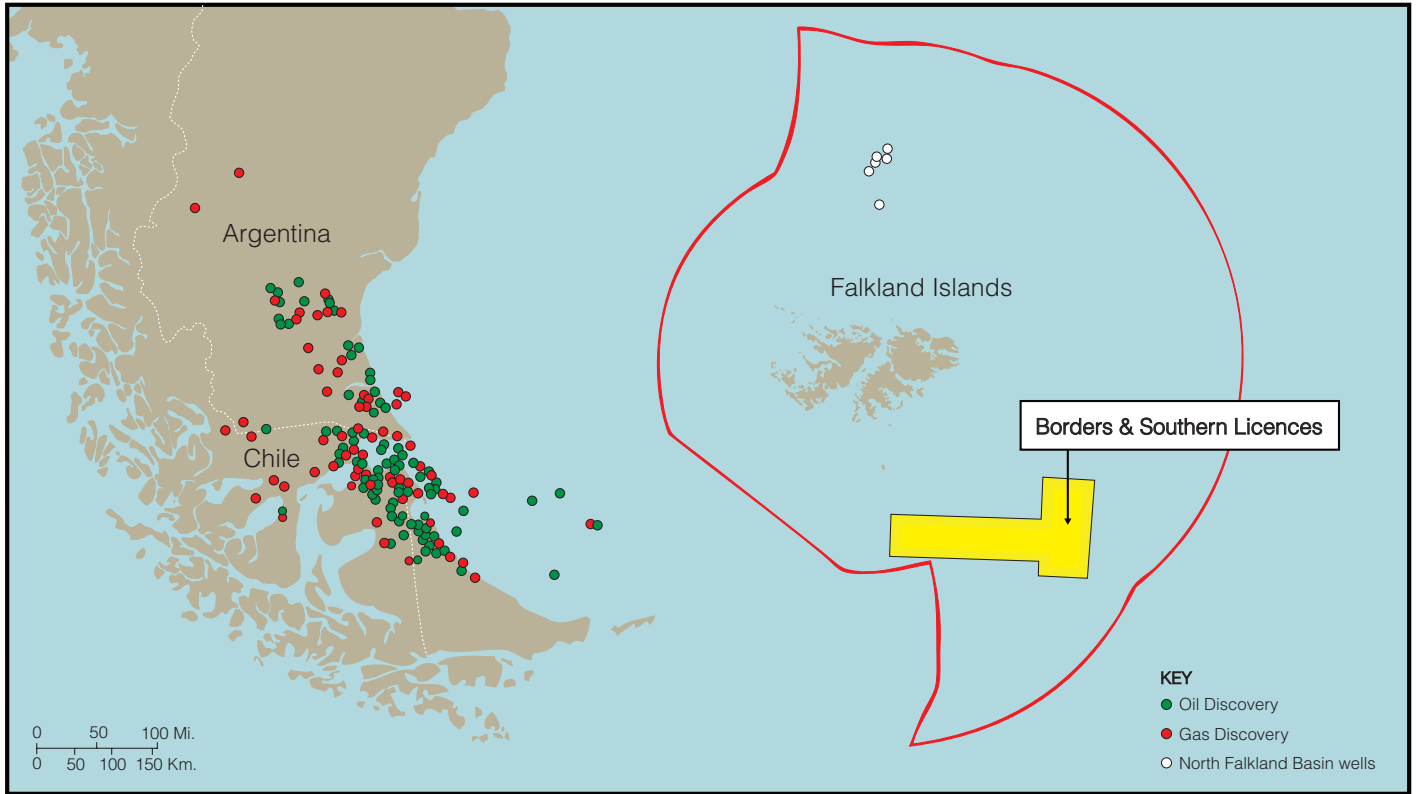 Argentina
Falkland Islands
Borders & Southern Licences
Chile
KEY
Oil Discovery
Gas Discovery
North Falkland Basin wells
0 50 100 Mi.
0 50 100 150 Km.